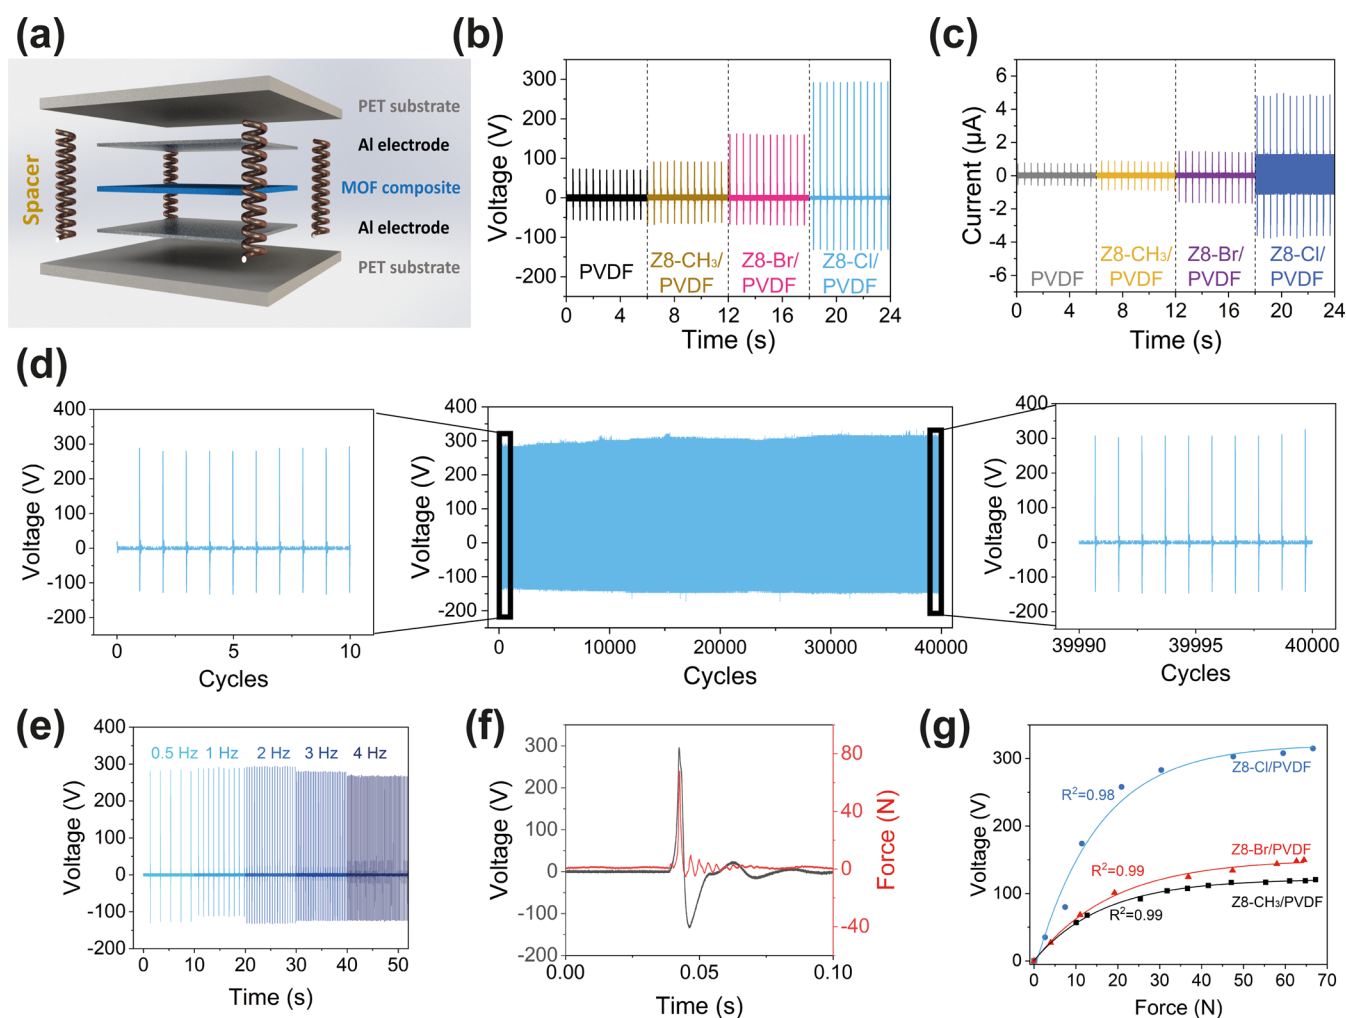 (a)
PET substrate
Al electrode
MOF composite
Al electrode
PET substrate
Spacer
(b)
Voltage (V)
300
200
100
0
-100
-200
PVDF
Z8-CH₃/
PVDF
Z8-Br/
PVDF
Z8-Cl/
PVDF
0 4 8 12 16 20 24
Time (s)
(c)
Current (µA)
6
4
2
0
-2
-4
-6
PVDF
Z8-CH₃/
PVDF
Z8-Br/
PVDF
Z8-Cl/
PVDF
0 4 8 12 16 20 24
Time (s)
(d)
Voltage (V)
400
300
200
100
0
-100
-200
0 5 10
Cycles
Voltage (V)
400
300
200
100
0
-100
-200
0 10000 20000 30000 40000
Cycles
Voltage (V)
400
300
200
100
0
-100
-200
39990 39995 40000
Cycles
(e)
Voltage (V)
400
300
200
100
0
-100
-200
0.5 Hz 1 Hz 2 Hz 3 Hz 4 Hz
0 10 20 30 40 50
Time (s)
(f)
Voltage (V)
300
200
100
0
-100
-200
80
40
0
-40
Force (N)
0.00 0.05 0.10
Time (s)
(g)
Voltage (V)
300
200
100
0
Z8-Cl/PVDF
R²=0.98
Z8-Br/PVDF
R²=0.99
Z8-CH₃/PVDF
R²=0.99
0 10 20 30 40 50 60 70
Force (N)